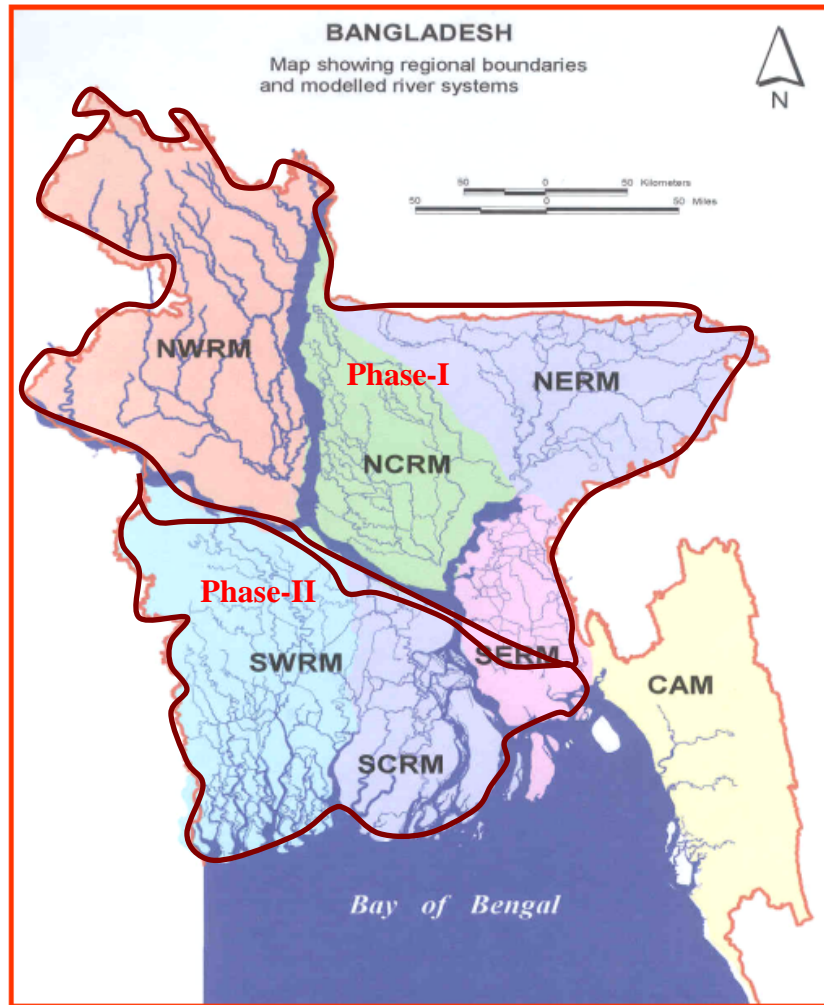 BANGLADESH
Map showing regional boundaries
and modelled river systems
N
50 0 50 Kilometers
50 0 50 Miles
NWRM
Phase-I
NERM
NCRM
Phase-II
SWRM
SERM
CAM
SCRM
Bay of Bengal